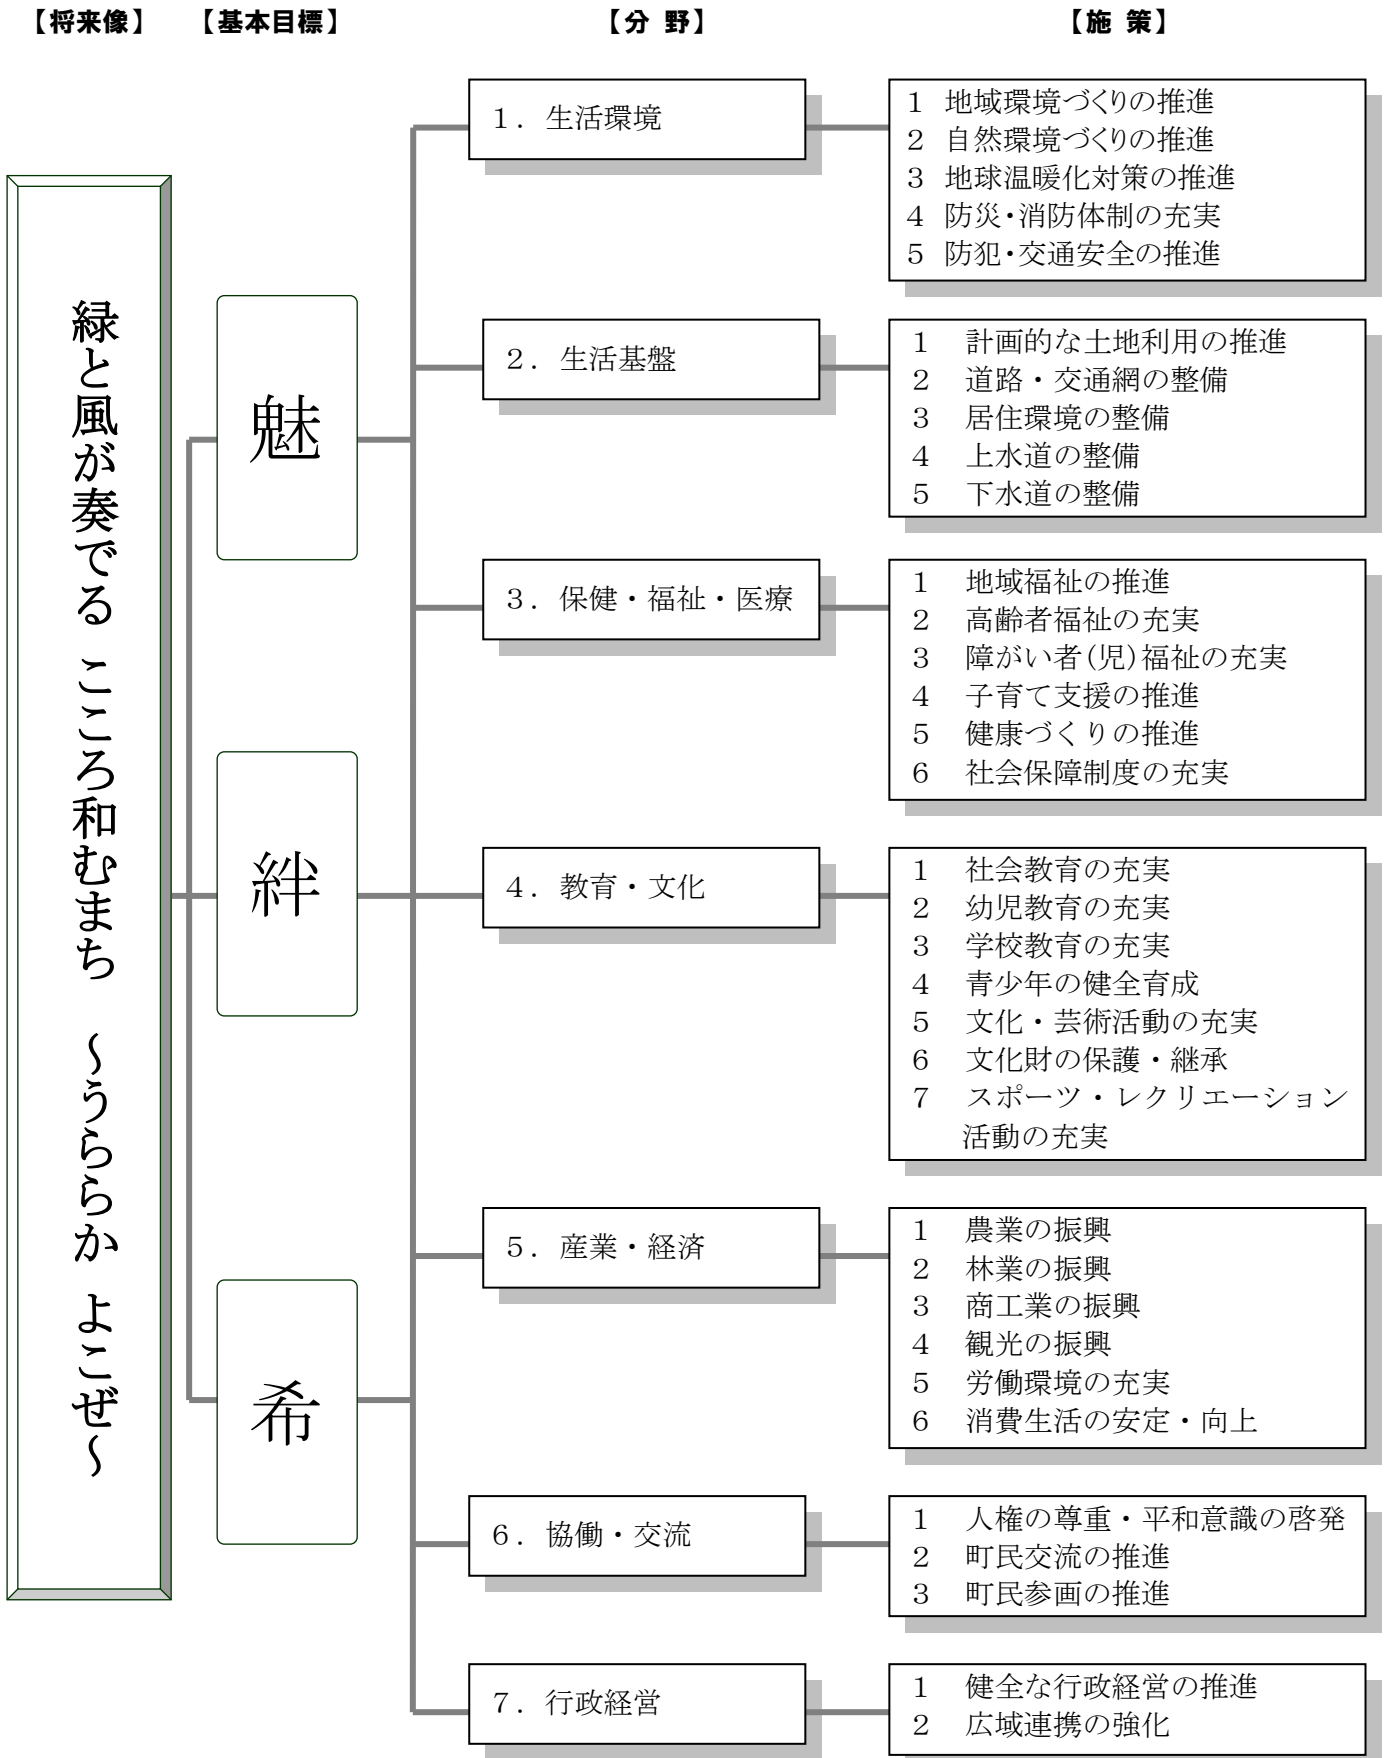 【将来像】 【基本目標】 【分 野】 【施 策】
緑と風が奏でる こころ和むまち ～うららか よこぜ～
魅
絆
希
１．生活環境
１ 地域環境づくりの推進
２ 自然環境づくりの推進
３ 地球温暖化対策の推進
４ 防災・消防体制の充実
５ 防犯・交通安全の推進
２．生活基盤
１ 計画的な土地利用の推進
２ 道路・交通網の整備
３ 居住環境の整備
４ 上水道の整備
５ 下水道の整備
３．保健・福祉・医療
１ 地域福祉の推進
２ 高齢者福祉の充実
３ 障がい者(児)福祉の充実
４ 子育て支援の推進
５ 健康づくりの推進
６ 社会保障制度の充実
４．教育・文化
１ 社会教育の充実
２ 幼児教育の充実
３ 学校教育の充実
４ 青少年の健全育成
５ 文化・芸術活動の充実
６ 文化財の保護・継承
７ スポーツ・レクリエーション
活動の充実
５．産業・経済
１ 農業の振興
２ 林業の振興
３ 商工業の振興
４ 観光の振興
５ 労働環境の充実
６ 消費生活の安定・向上
６．協働・交流
１ 人権の尊重・平和意識の啓発
２ 町民交流の推進
３ 町民参画の推進
７．行政経営
１ 健全な行政経営の推進
２ 広域連携の強化